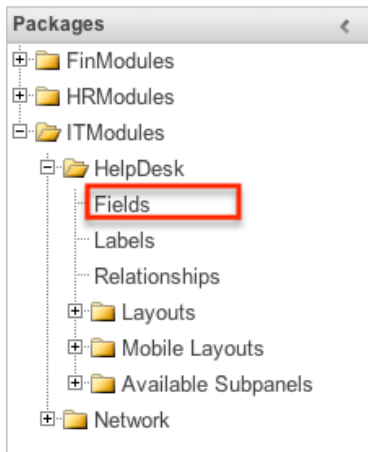 Packages
FinModules
HRModules
ITModules
HelpDesk
Fields
Labels
Relationships
Layouts
Mobile Layouts
Available Subpanels
Network